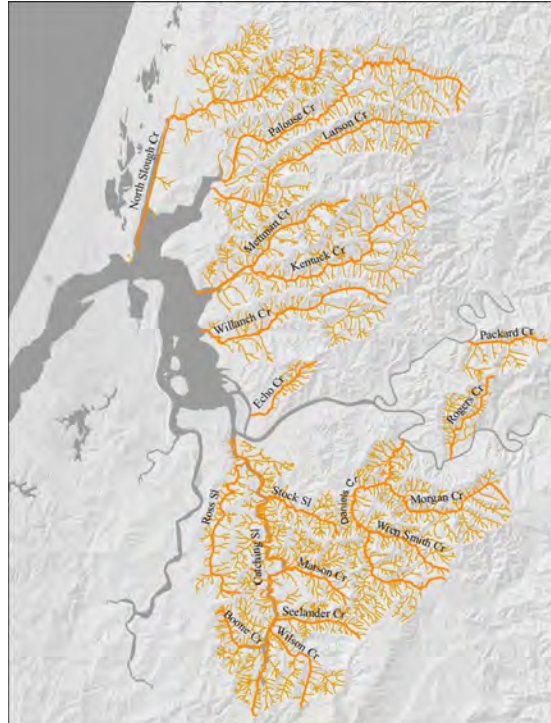 North Slough Cr
Palouse Cr
Larson Cr
Mettman Cr
Kentuck Cr
Willanch Cr
Echo Cr
Packard Cr
Rogers Cr
Ross Sl
Stock Sl
Daniels Cr
Morgan Cr
Wren Smith Cr
Catching Sl
Matson Cr
Seelander Cr
Boone Cr
Wilson Cr